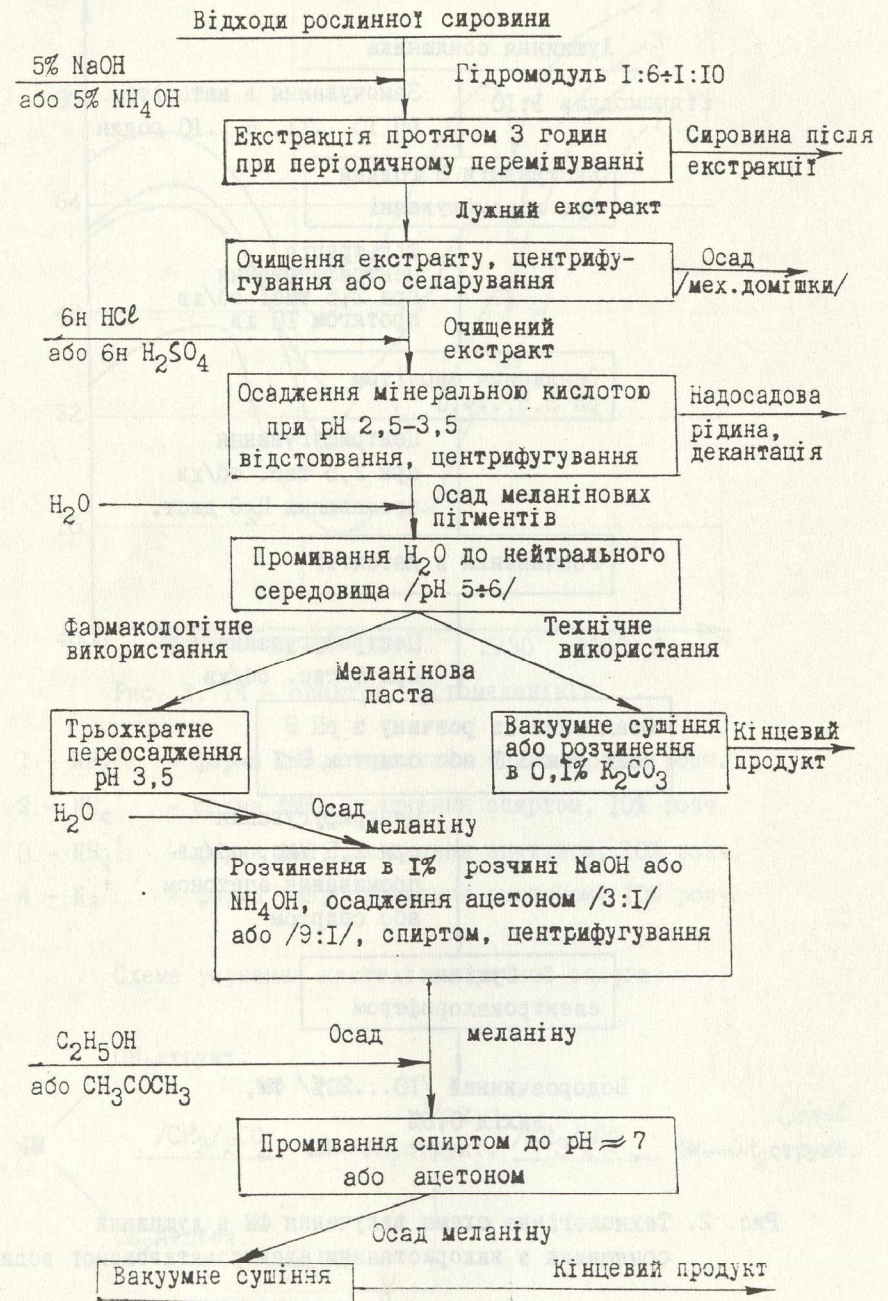 Відходи рослинної сировини
5% NaOH
або 5% NH4OH
Гідромодуль I:6÷I:IO
Екстракція протягом 3 годин
при періодичному перемішуванні
Сировина після
екстракції
Лужний екстракт
Очищення екстракту, центрифу-
гування або сепарування
Осад
/мех.домішки/
6н HCl
або 6н H2SO4
Очищений
екстракт
Осадження мінеральною кислотою
при pH 2,5-3,5
відстоювання, центрифугування
Надосадова
рідина,
декантація
H2O
Осад меланінових
пігментів
Промивання H2O до нейтрального
середовища /pH 5÷6/
Фармакологічне
використання
Технічне
використання
Меланінова
паста
Трьохкратне
переосадження
pH 3,5
Вакуумне сушіння
або розчинення
в 0,1% K2CO3
Кінцевий
продукт
H2O
Осад
меланіну
Розчинення в I% розчині NaOH або
NH4OH, осадження ацетоном /3:I/
або /9:I/, спиртом, центрифугування
Осад меланіну
C2H5OH
або CH3COCH3
Промивання спиртом до pH ≈ 7
або ацетоном
Осад меланіну
Вакуумне сушіння
Кінцевий продукт